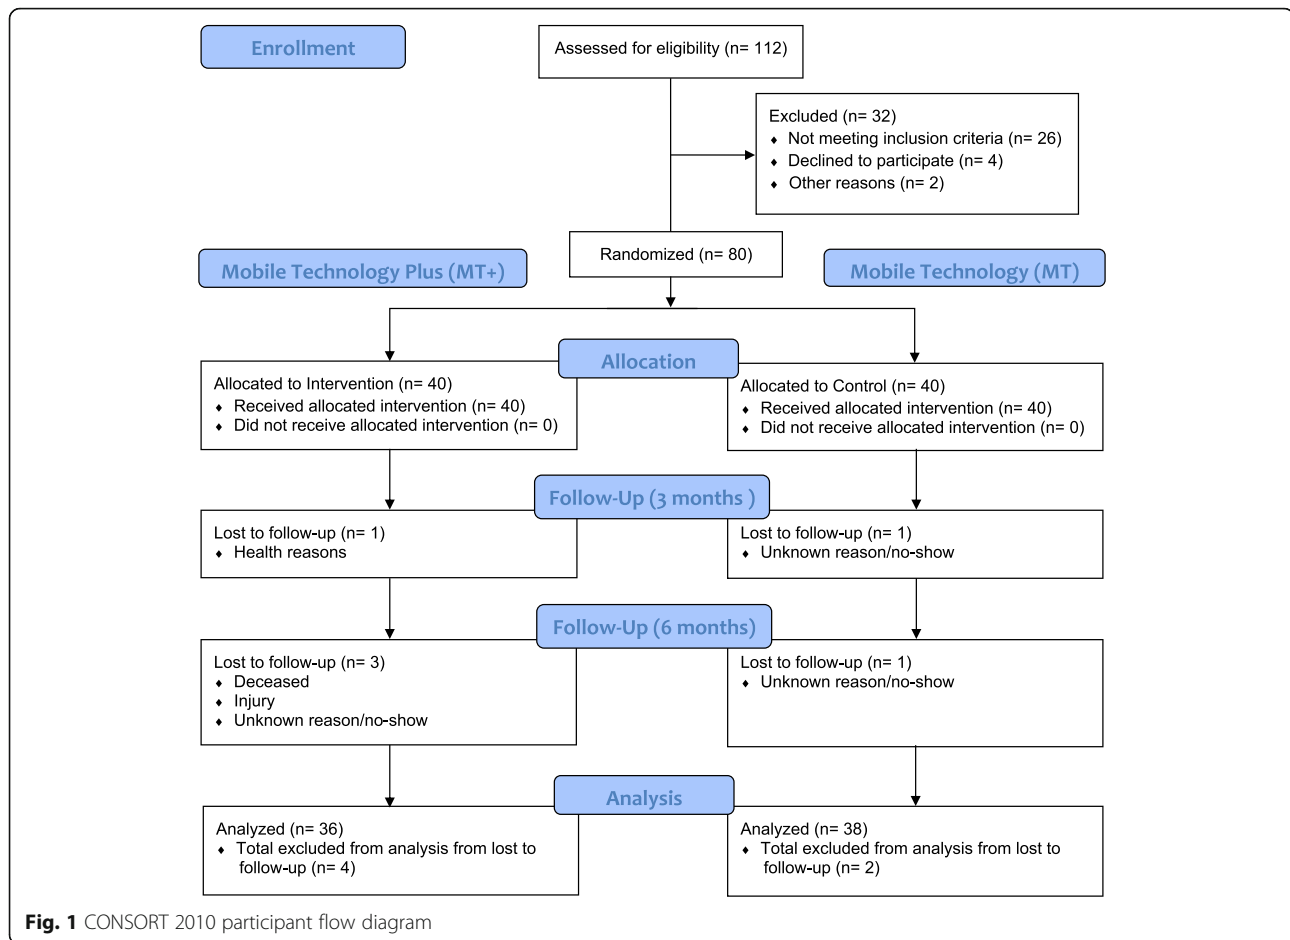 Enrollment
Assessed for eligibility (n= 112)
Excluded (n= 32)
♦ Not meeting inclusion criteria (n= 26)
♦ Declined to participate (n= 4)
♦ Other reasons (n= 2)
Randomized (n= 80)
Mobile Technology Plus (MT+)
Mobile Technology (MT)
Allocation
Allocated to Intervention (n= 40)
♦ Received allocated intervention (n= 40)
♦ Did not receive allocated intervention (n= 0)
Allocated to Control (n= 40)
♦ Received allocated intervention (n= 40)
♦ Did not receive allocated intervention (n= 0)
Follow-Up (3 months )
Lost to follow-up (n= 1)
♦ Health reasons
Lost to follow-up (n= 1)
♦ Unknown reason/no-show
Follow-Up (6 months)
Lost to follow-up (n= 3)
♦ Deceased
♦ Injury
♦ Unknown reason/no-show
Lost to follow-up (n= 1)
♦ Unknown reason/no-show
Analysis
Analyzed (n= 36)
♦ Total excluded from analysis from lost to
follow-up (n= 4)
Analyzed (n= 38)
♦ Total excluded from analysis from lost to
follow-up (n= 2)
Fig. 1 CONSORT 2010 participant flow diagram